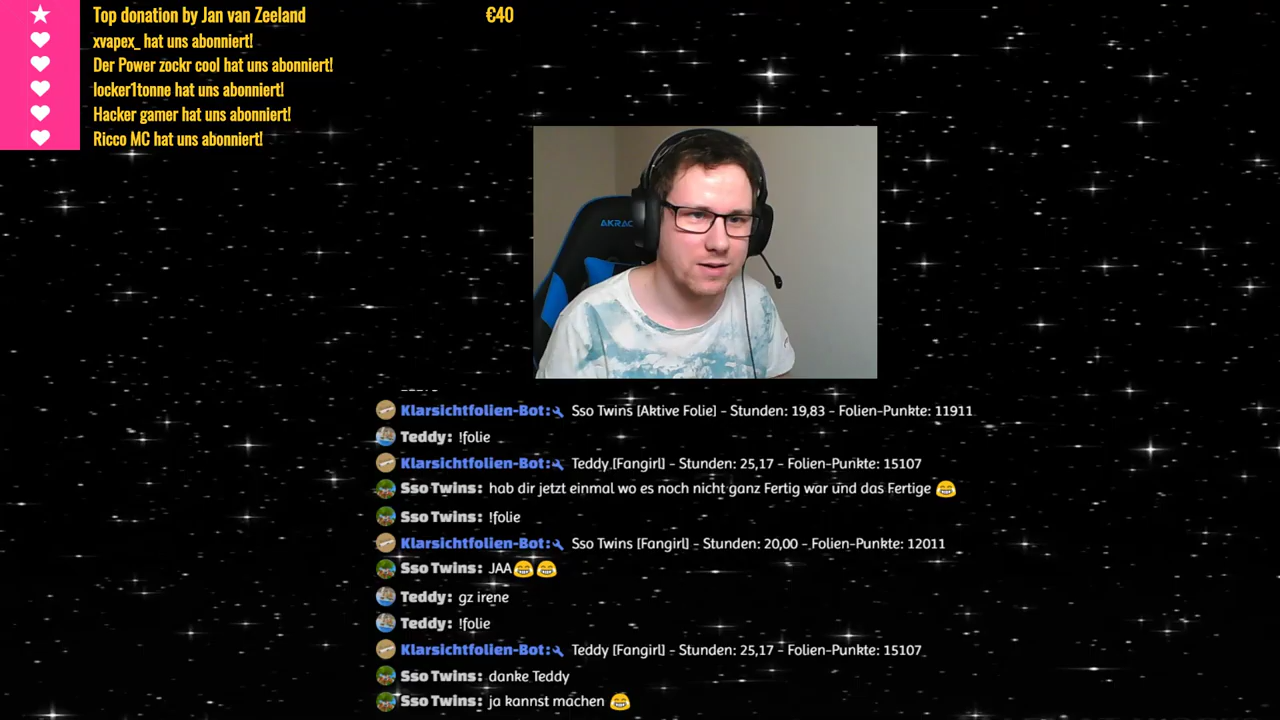 Top donation by Jan van Zeeland €40
xvapex_ hat uns abonniert!
Der Power zockr cool hat uns abonniert!
locker1tonne hat uns abonniert!
Hacker gamer hat uns abonniert!
Ricco MC hat uns abonniert!
AKRAC
Klarsichtfolien-Bot: Sso Twins [Aktive Folie] - Stunden: 19,83 - Folien-Punkte: 11911
Teddy: !folie
Klarsichtfolien-Bot: Teddy [Fangirl] - Stunden: 25,17 - Folien-Punkte: 15107
Sso Twins: hab dir jetzt einmal wo es noch nicht ganz Fertig war und das Fertige 😂
Sso Twins: !folie
Klarsichtfolien-Bot: Sso Twins [Fangirl] - Stunden: 20,00 - Folien-Punkte: 12011
Sso Twins: JAA😂😂
Teddy: gz irene
Teddy: !folie
Klarsichtfolien-Bot: Teddy [Fangirl] - Stunden: 25,17 - Folien-Punkte: 15107
Sso Twins: danke Teddy
Sso Twins: ja kannst machen 😂